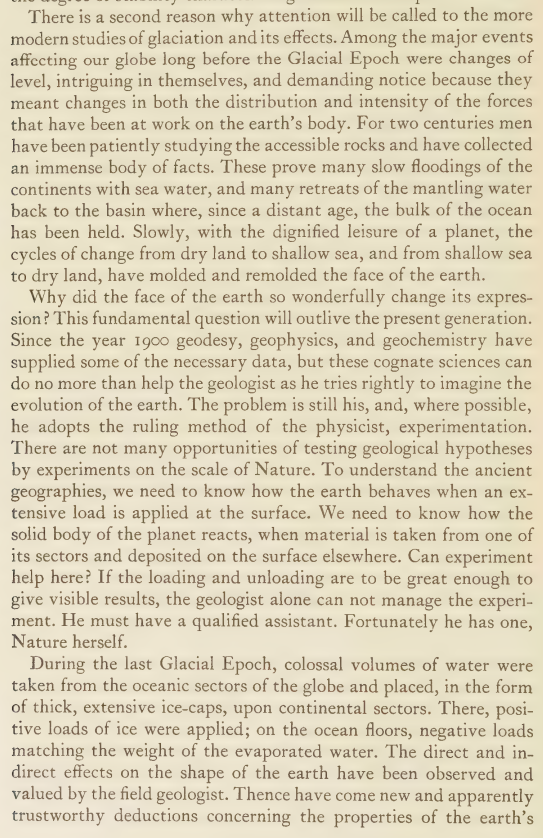 There is a second reason why attention will be called to the more
modern studies of glaciation and its effects. Among the major events
affecting our globe long before the Glacial Epoch were changes of
level, intriguing in themselves, and demanding notice because they
meant changes in both the distribution and intensity of the forces
that have been at work on the earth's body. For two centuries men
have been patiently studying the accessible rocks and have collected
an immense body of facts. These prove many slow floodings of the
continents with sea water, and many retreats of the mantling water
back to the basin where, since a distant age, the bulk of the ocean
has been held. Slowly, with the dignified leisure of a planet, the
cycles of change from dry land to shallow sea, and from shallow sea
to dry land, have molded and remolded the face of the earth.
Why did the face of the earth so wonderfully change its expres-
sion? This fundamental question will outlive the present generation.
Since the year 1900 geodesy, geophysics, and geochemistry have
supplied some of the necessary data, but these cognate sciences can
do no more than help the geologist as he tries rightly to imagine the
evolution of the earth. The problem is still his, and, where possible,
he adopts the ruling method of the physicist, experimentation.
There are not many opportunities of testing geological hypotheses
by experiments on the scale of Nature. To understand the ancient
geographies, we need to know how the earth behaves when an ex-
tensive load is applied at the surface. We need to know how the
solid body of the planet reacts, when material is taken from one of
its sectors and deposited on the surface elsewhere. Can experiment
help here? If the loading and unloading are to be great enough to
give visible results, the geologist alone can not manage the experi-
ment. He must have a qualified assistant. Fortunately he has one,
Nature herself.
During the last Glacial Epoch, colossal volumes of water were
taken from the oceanic sectors of the globe and placed, in the form
of thick, extensive ice-caps, upon continental sectors. There, posi-
tive loads of ice were applied; on the ocean floors, negative loads
matching the weight of the evaporated water. The direct and in-
direct effects on the shape of the earth have been observed and
valued by the field geologist. Thence have come new and apparently
trustworthy deductions concerning the properties of the earth's